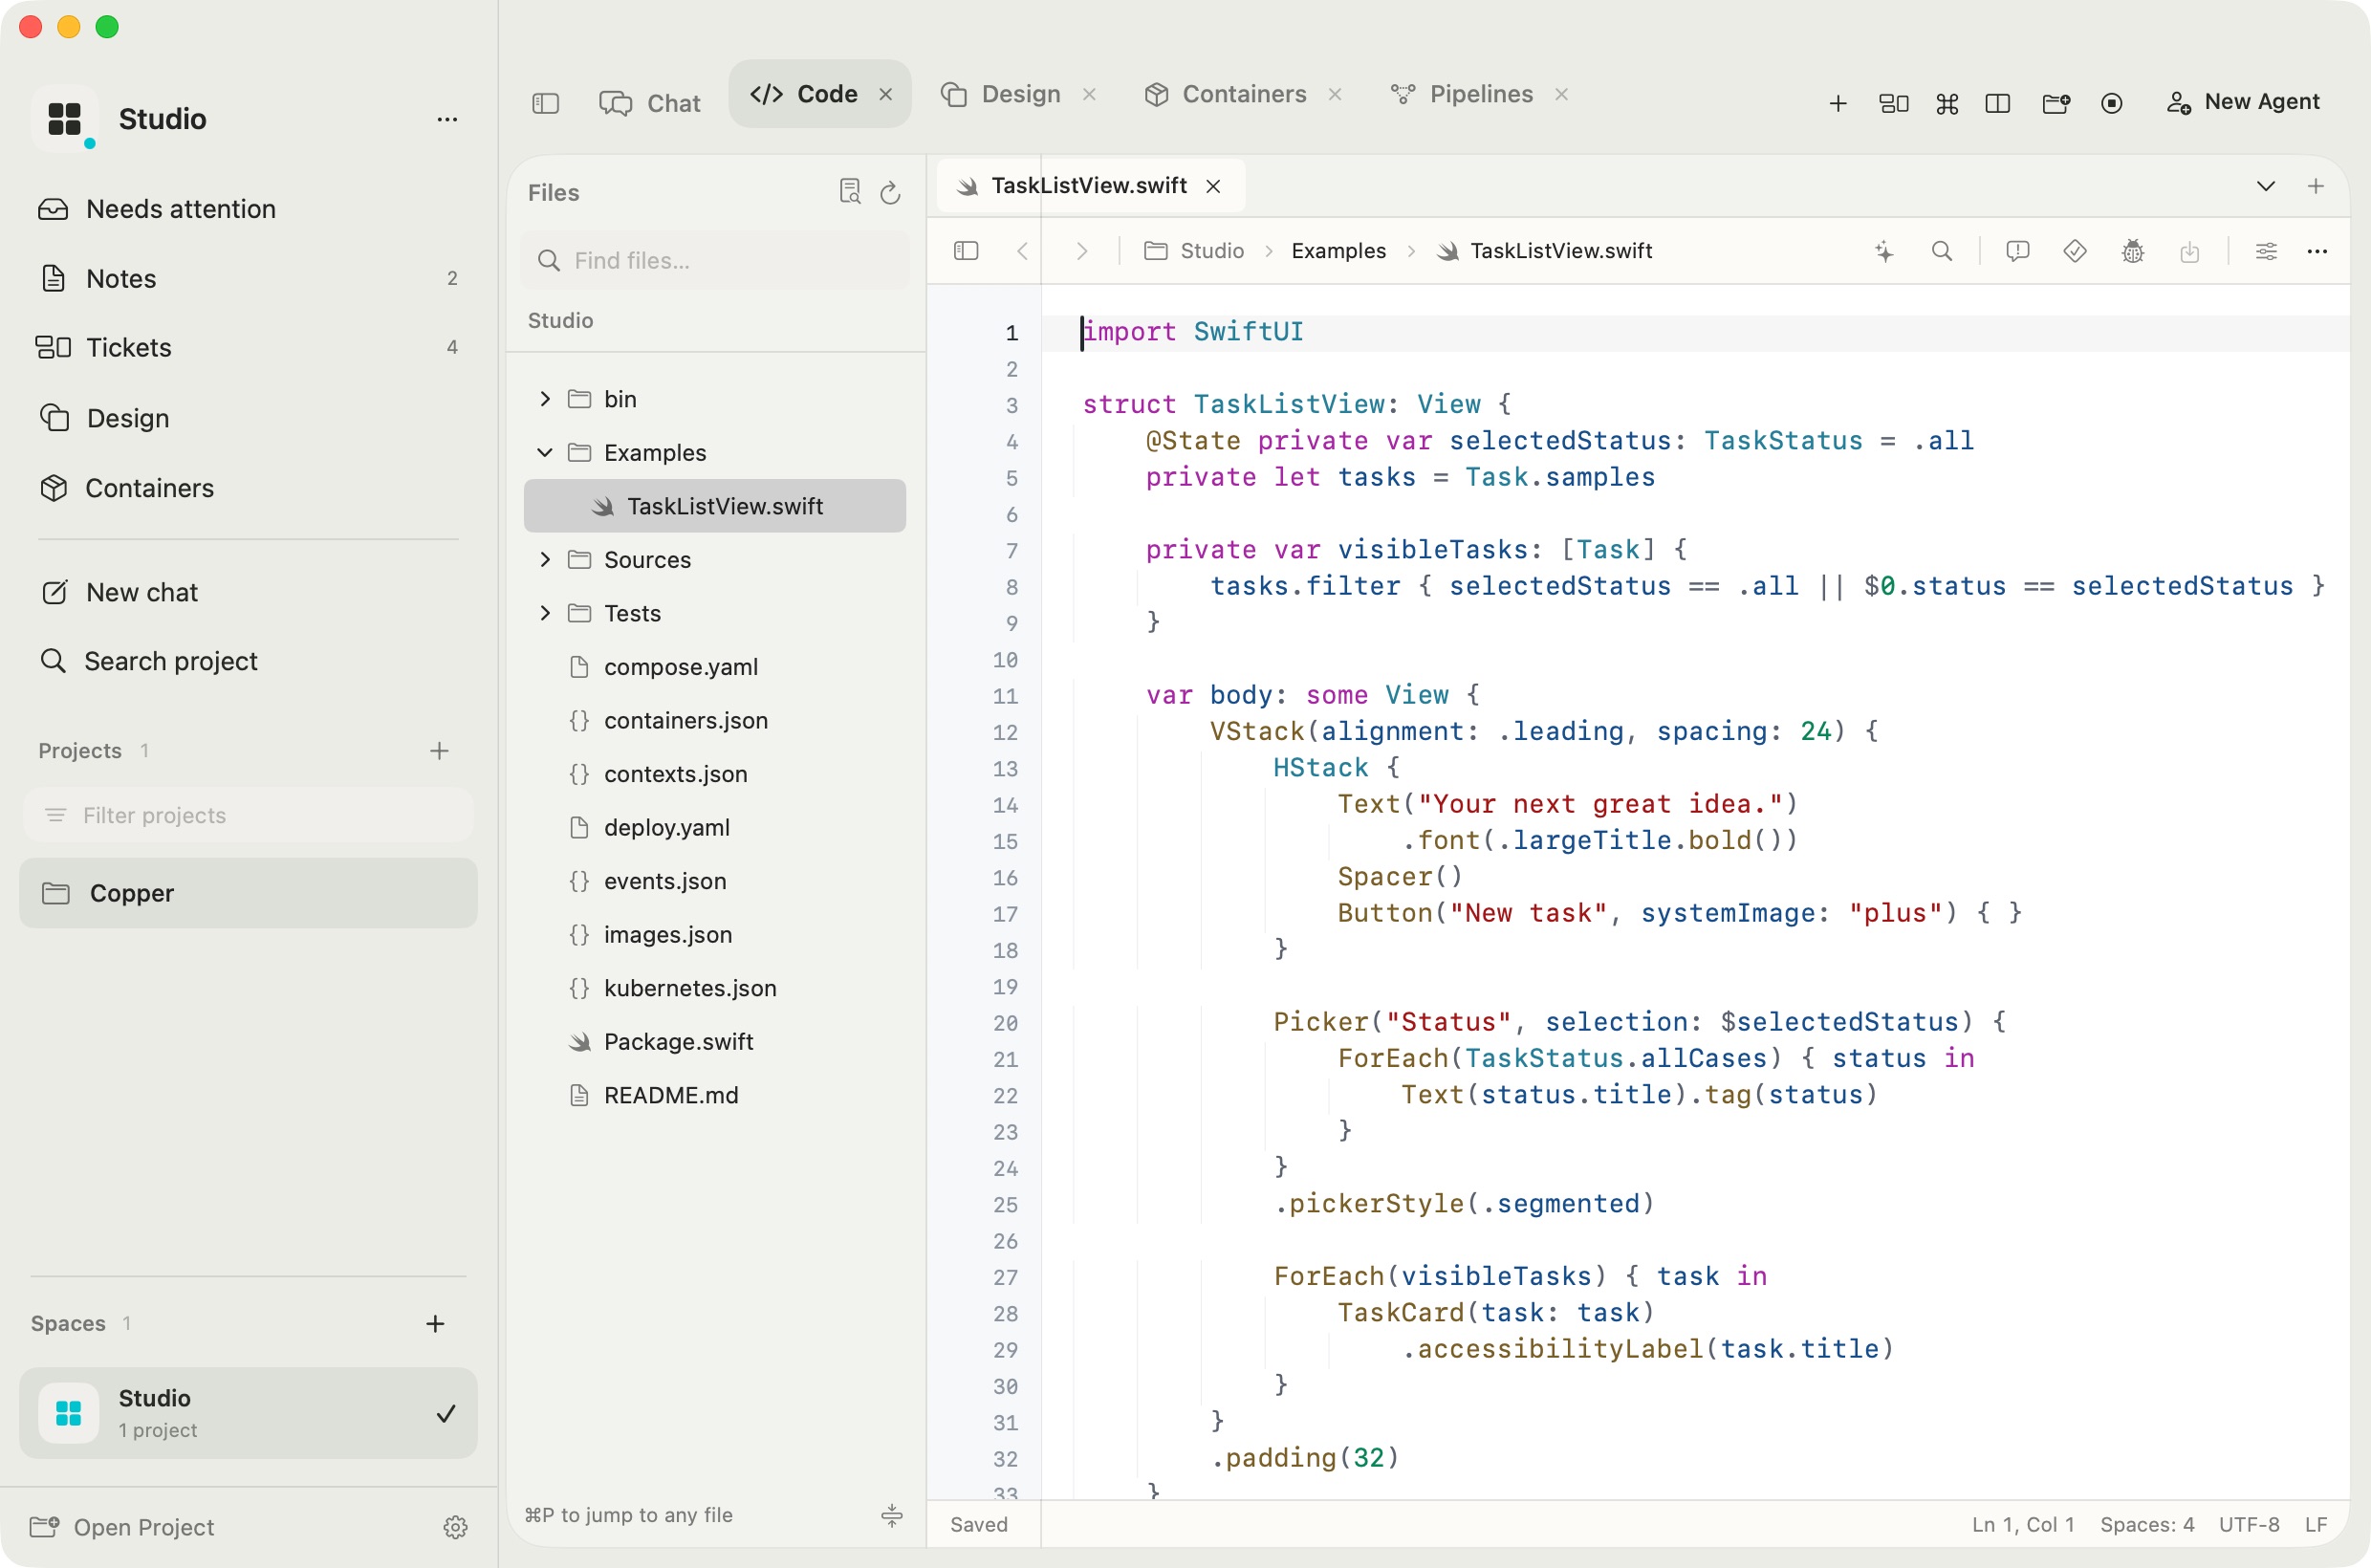 Studio
Needs attention
Notes 2
Tickets 4
Design
Containers
New chat
Search project
Projects 1
Filter projects
Copper
Spaces 1
Studio
1 project
Open Project
Chat
Code
Design
Containers
Pipelines
New Agent
Files
Find files...
Studio
bin
Examples
TaskListView.swift
Sources
Tests
compose.yaml
containers.json
contexts.json
deploy.yaml
events.json
images.json
kubernetes.json
Package.swift
README.md
⌘P to jump to any file
TaskListView.swift
Studio › Examples › TaskListView.swift
1 import SwiftUI
2
3 struct TaskListView: View {
4     @State private var selectedStatus: TaskStatus = .all
5     private let tasks = Task.samples
6
7     private var visibleTasks: [Task] {
8         tasks.filter { selectedStatus == .all || $0.status == selectedStatus }
9     }
10
11     var body: some View {
12         VStack(alignment: .leading, spacing: 24) {
13             HStack {
14                 Text("Your next great idea.")
15                     .font(.largeTitle.bold())
16                 Spacer()
17                 Button("New task", systemImage: "plus") { }
18             }
19
20             Picker("Status", selection: $selectedStatus) {
21                 ForEach(TaskStatus.allCases) { status in
22                     Text(status.title).tag(status)
23                 }
24             }
25             .pickerStyle(.segmented)
26
27             ForEach(visibleTasks) { task in
28                 TaskCard(task: task)
29                     .accessibilityLabel(task.title)
30             }
31         }
32         .padding(32)
33     }
Saved
Ln 1, Col 1
Spaces: 4
UTF-8
LF